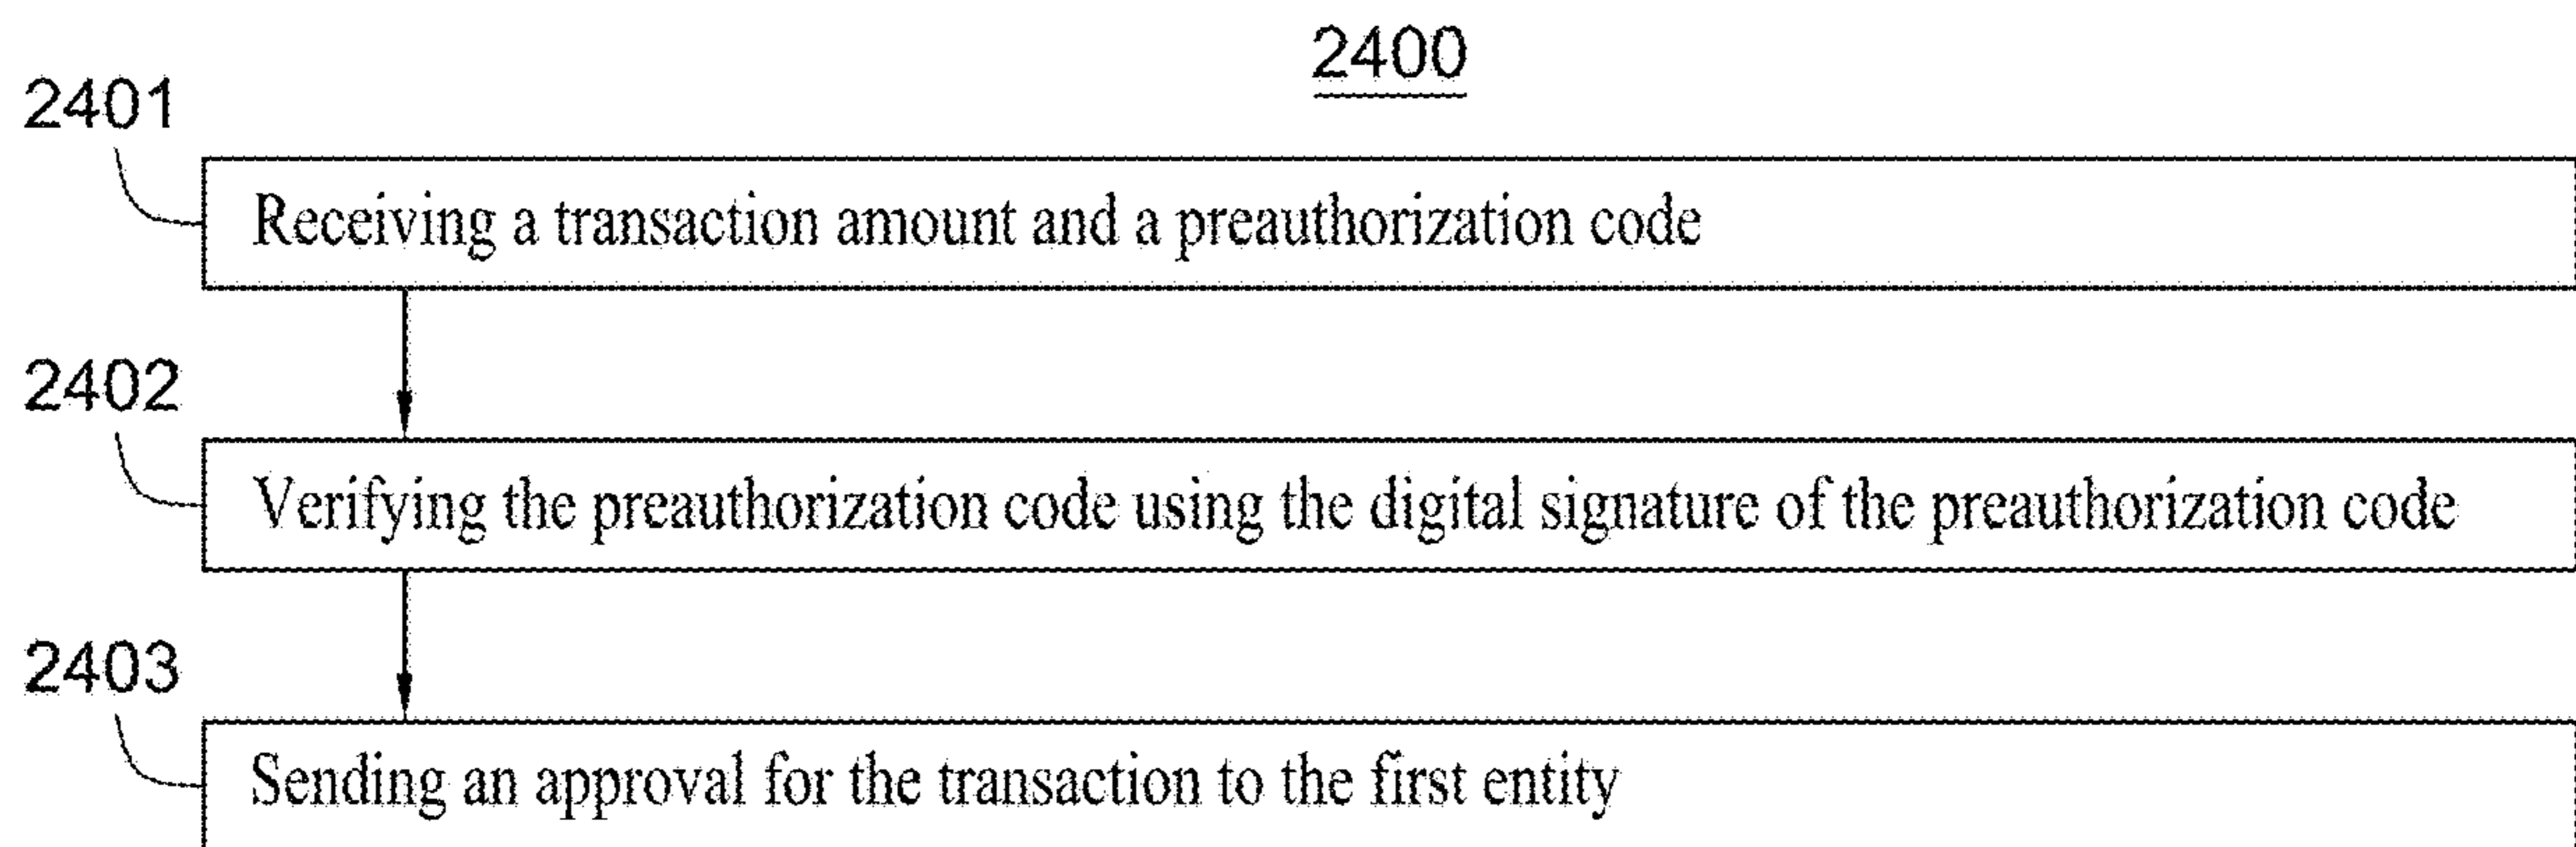 2400
2401
Receiving a transaction amount and a preauthorization code
2402
Verifying the preauthorization code using the digital signature of the preauthorization code
2403
Sending an approval for the transaction to the first entity